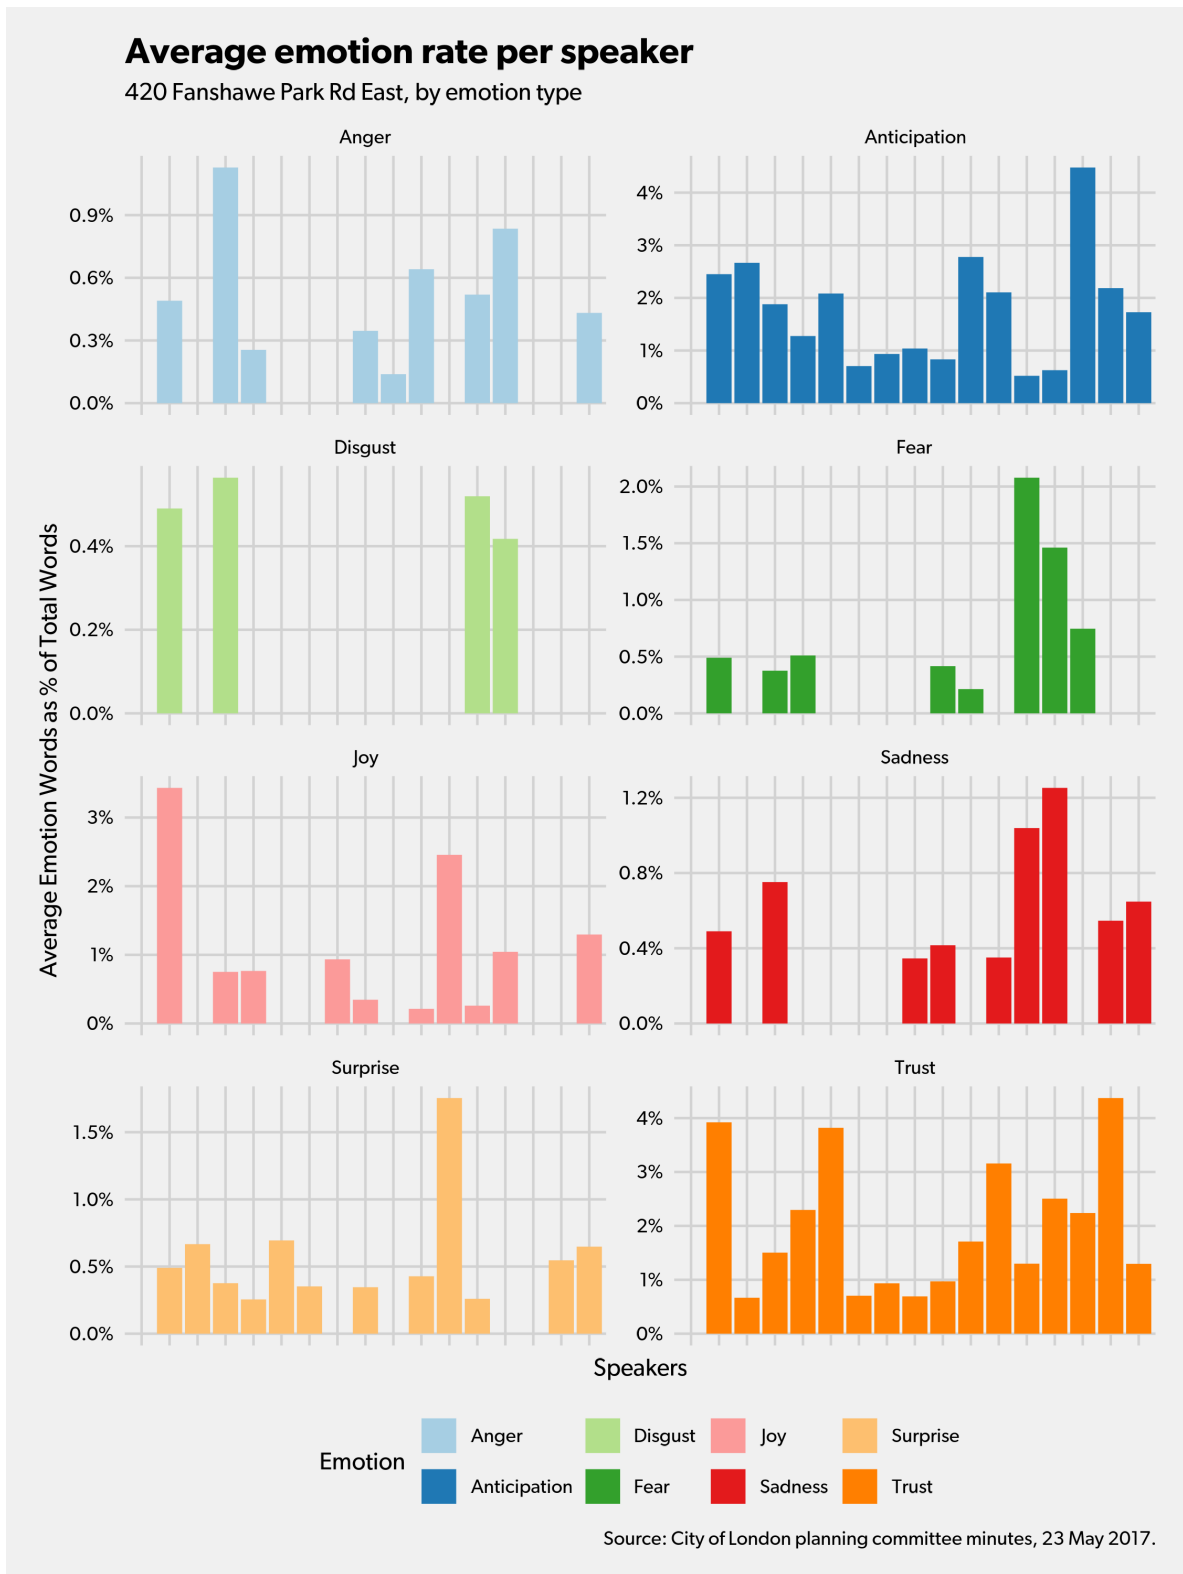 Average emotion rate per speaker
420 Fanshawe Park Rd East, by emotion type
Anger
Anticipation
0.9%
0.6%
0.3%
0.0%
4%
3%
2%
1%
0%
Disgust
Fear
0.4%
0.2%
0.0%
2.0%
1.5%
1.0%
0.5%
0.0%
Average Emotion Words as % of Total Words
Joy
Sadness
3%
2%
1%
0%
1.2%
0.8%
0.4%
0.0%
Surprise
Trust
1.5%
1.0%
0.5%
0.0%
4%
3%
2%
1%
0%
Speakers
Emotion
Anger
Disgust
Joy
Surprise
Anticipation
Fear
Sadness
Trust
Source: City of London planning committee minutes, 23 May 2017.